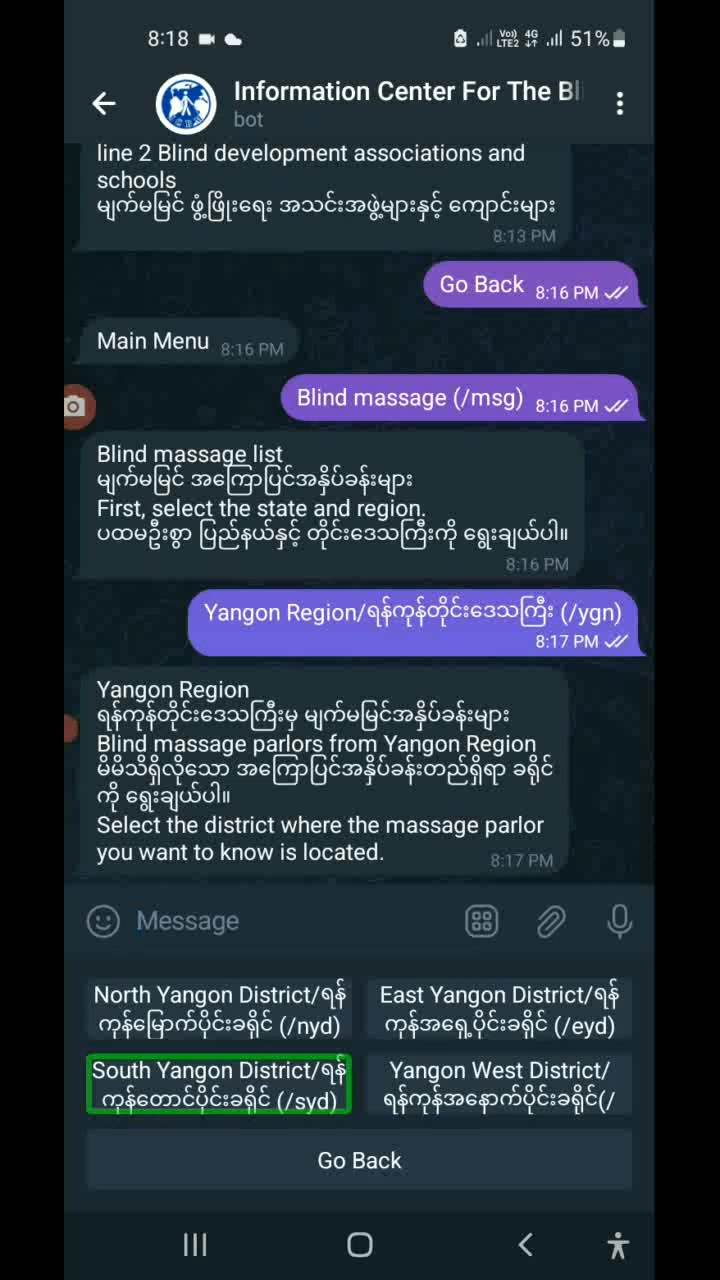 8:18
Vo)) LTE2 4G 51%
Information Center For The Bl
bot
line 2 Blind development associations and
schools
မျက်မမြင် ဖွံ့ဖြိုးရေး အသင်းအဖွဲ့များနှင့် ကျောင်းများ
8:13 PM
Go Back 8:16 PM
Main Menu 8:16 PM
Blind massage (/msg) 8:16 PM
Blind massage list
မျက်မမြင် အကြောပြင်အနှိပ်ခန်းများ
First, select the state and region.
ပထမဦးစွာ ပြည်နယ်နှင့် တိုင်းဒေသကြီးကို ရွေးချယ်ပါ။
8:16 PM
Yangon Region/ရန်ကုန်တိုင်းဒေသကြီး (/ygn)
8:17 PM
Yangon Region
ရန်ကုန်တိုင်းဒေသကြီးမှ မျက်မမြင်အနှိပ်ခန်းများ
Blind massage parlors from Yangon Region
မိမိသိရှိလိုသော အကြောပြင်အနှိပ်ခန်းတည်ရှိရာ ခရိုင်
ကို ရွေးချယ်ပါ။
Select the district where the massage parlor
you want to know is located.
8:17 PM
Message
North Yangon District/ရန်
ကုန်မြောက်ပိုင်းခရိုင် (/nyd)
East Yangon District/ရန်
ကုန်အရှေ့ပိုင်းခရိုင် (/eyd)
South Yangon District/ရန်
ကုန်တောင်ပိုင်းခရိုင် (/syd)
Yangon West District/
ရန်ကုန်အနောက်ပိုင်းခရိုင်(/
Go Back